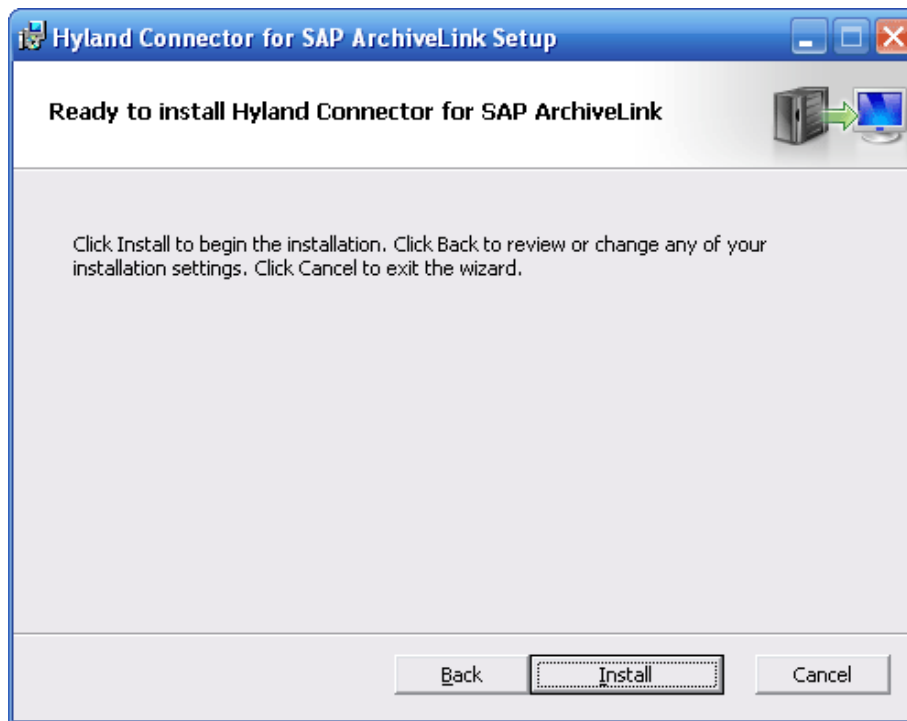 Hyland Connector for SAP ArchiveLink Setup
Ready to install Hyland Connector for SAP ArchiveLink
Click Install to begin the installation. Click Back to review or change any of your
installation settings. Click Cancel to exit the wizard.
Back Install Cancel